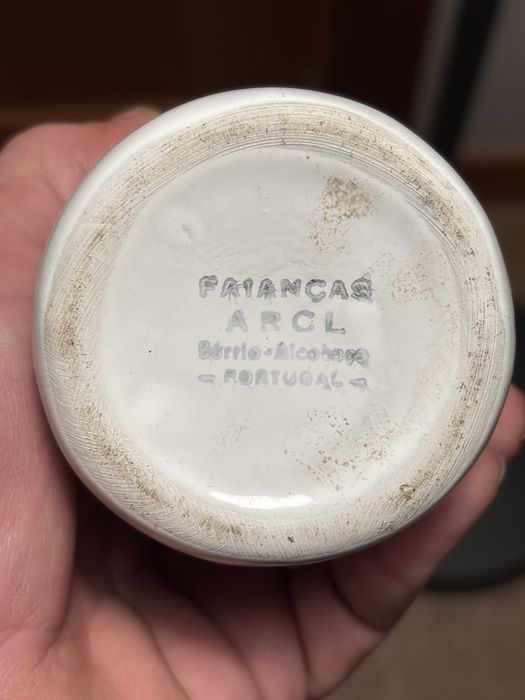 FAIANÇAS
ARCL
Bárrio-Alcobaça
- PORTUGAL -